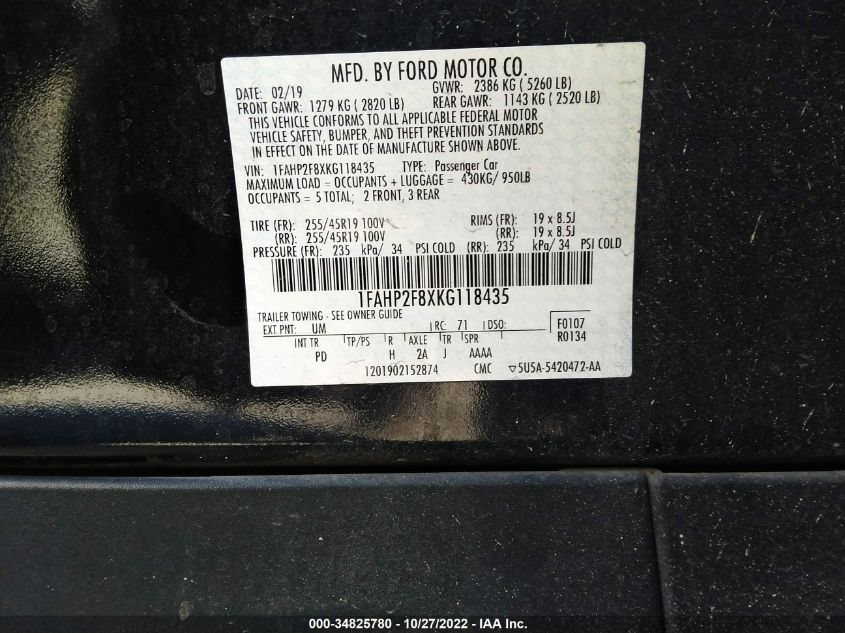 MFD. BY FORD MOTOR CO.
DATE: 02/19 GVWR: 2386 KG ( 5260 LB)
FRONT GAWR: 1279 KG ( 2820 LB) REAR GAWR: 1143 KG ( 2520 LB)
THIS VEHICLE CONFORMS TO ALL APPLICABLE FEDERAL MOTOR
VEHICLE SAFETY, BUMPER, AND THEFT PREVENTION STANDARDS
IN EFFECT ON THE DATE OF MANUFACTURE SHOWN ABOVE.
VIN: 1FAHP2F8XKG118435 TYPE: Passenger Car
MAXIMUM LOAD = OCCUPANTS + LUGGAGE = 430KG/ 950LB
OCCUPANTS = 5 TOTAL; 2 FRONT, 3 REAR
TIRE (FR): 255/45R19 100V RIMS (FR): 19 x 8.5J
(RR): 255/45R19 100V (RR): 19 x 8.5J
PRESSURE (FR): 235 kPa/ 34 PSI COLD (RR): 235 kPa/ 34 PSI COLD
1FAHP2F8XKG118435
TRAILER TOWING - SEE OWNER GUIDE
EXT PNT: UM RC: 71 DSO: F0107
INT TR TP/PS R AXLE TR SPR R0134
PD H 2A J AAAA
1201902152874 CMC ▽5U5A-5420472-AA
000-34825780 - 10/27/2022 - IAA Inc.